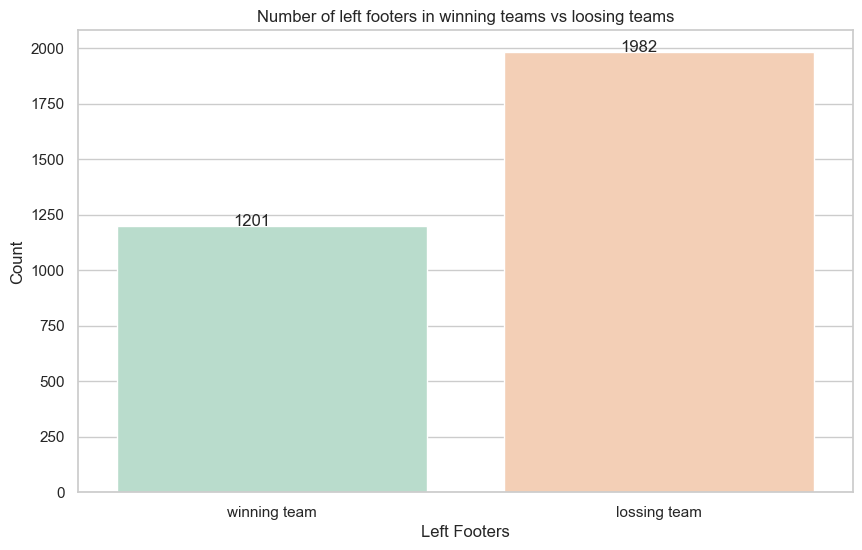 Number of left footers in winning teams vs loosing teams
2000
1750
1500
1250
1000
750
500
250
0
Count
1201
1982
winning team
lossing team
Left Footers